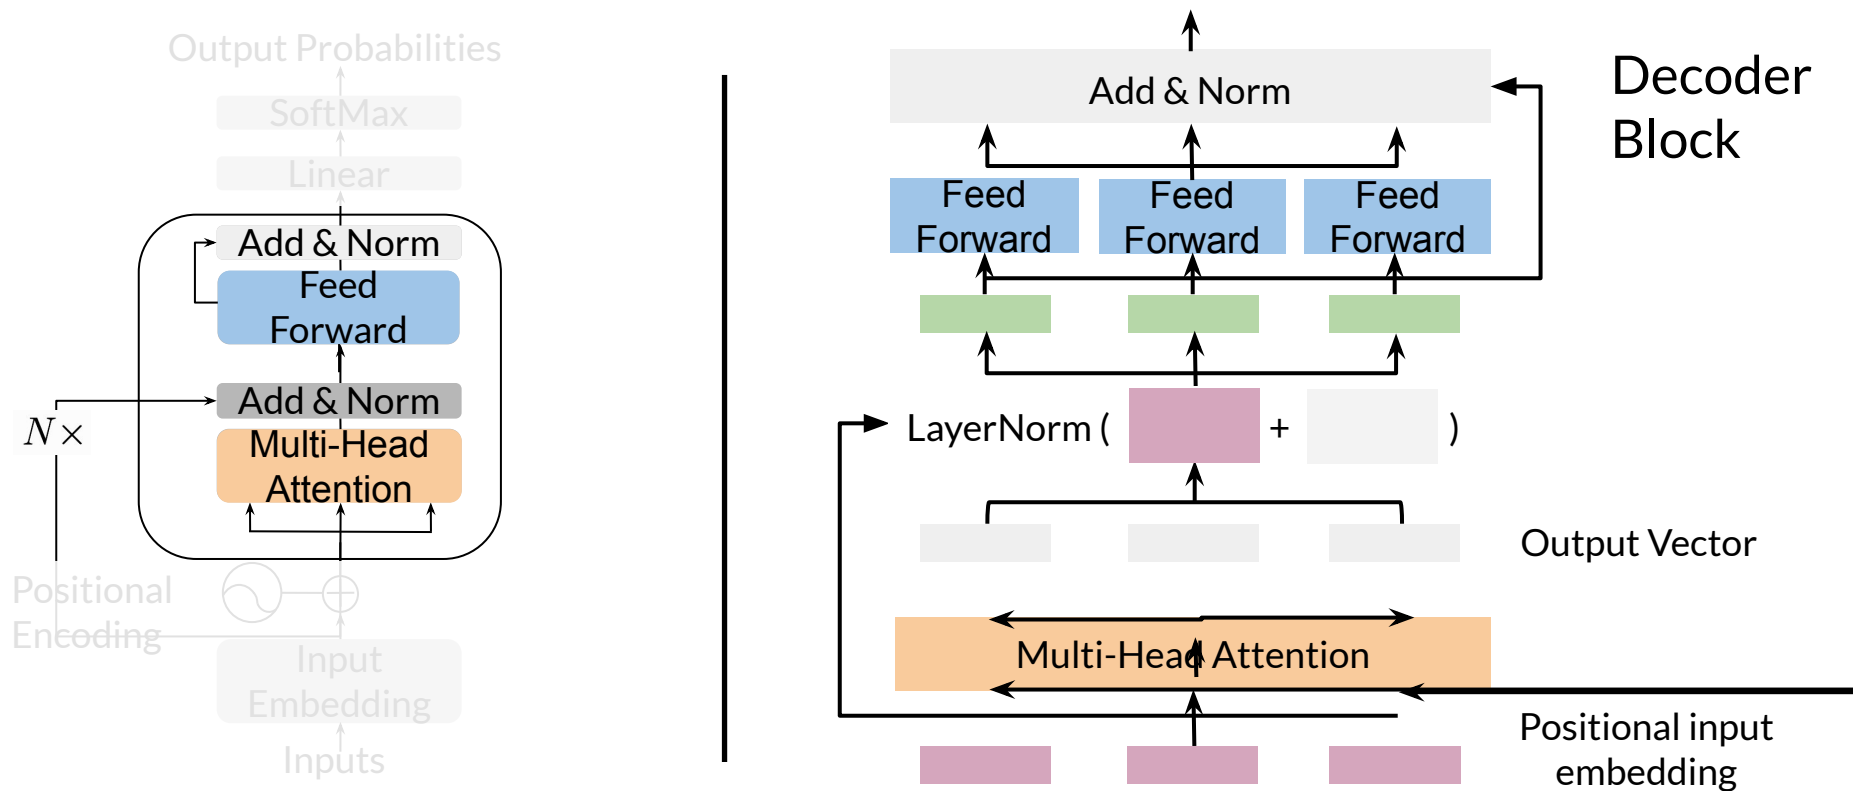 Output Probabilities
SoftMax
Linear
Add & Norm
Feed
Forward
Add & Norm
N×
Multi-Head
Attention
Positional
Encoding
Input
Embedding
Inputs
Decoder
Block
Add & Norm
Feed
Forward
Feed
Forward
Feed
Forward
LayerNorm ( + )
Output Vector
Multi-Head Attention
Positional input
embedding